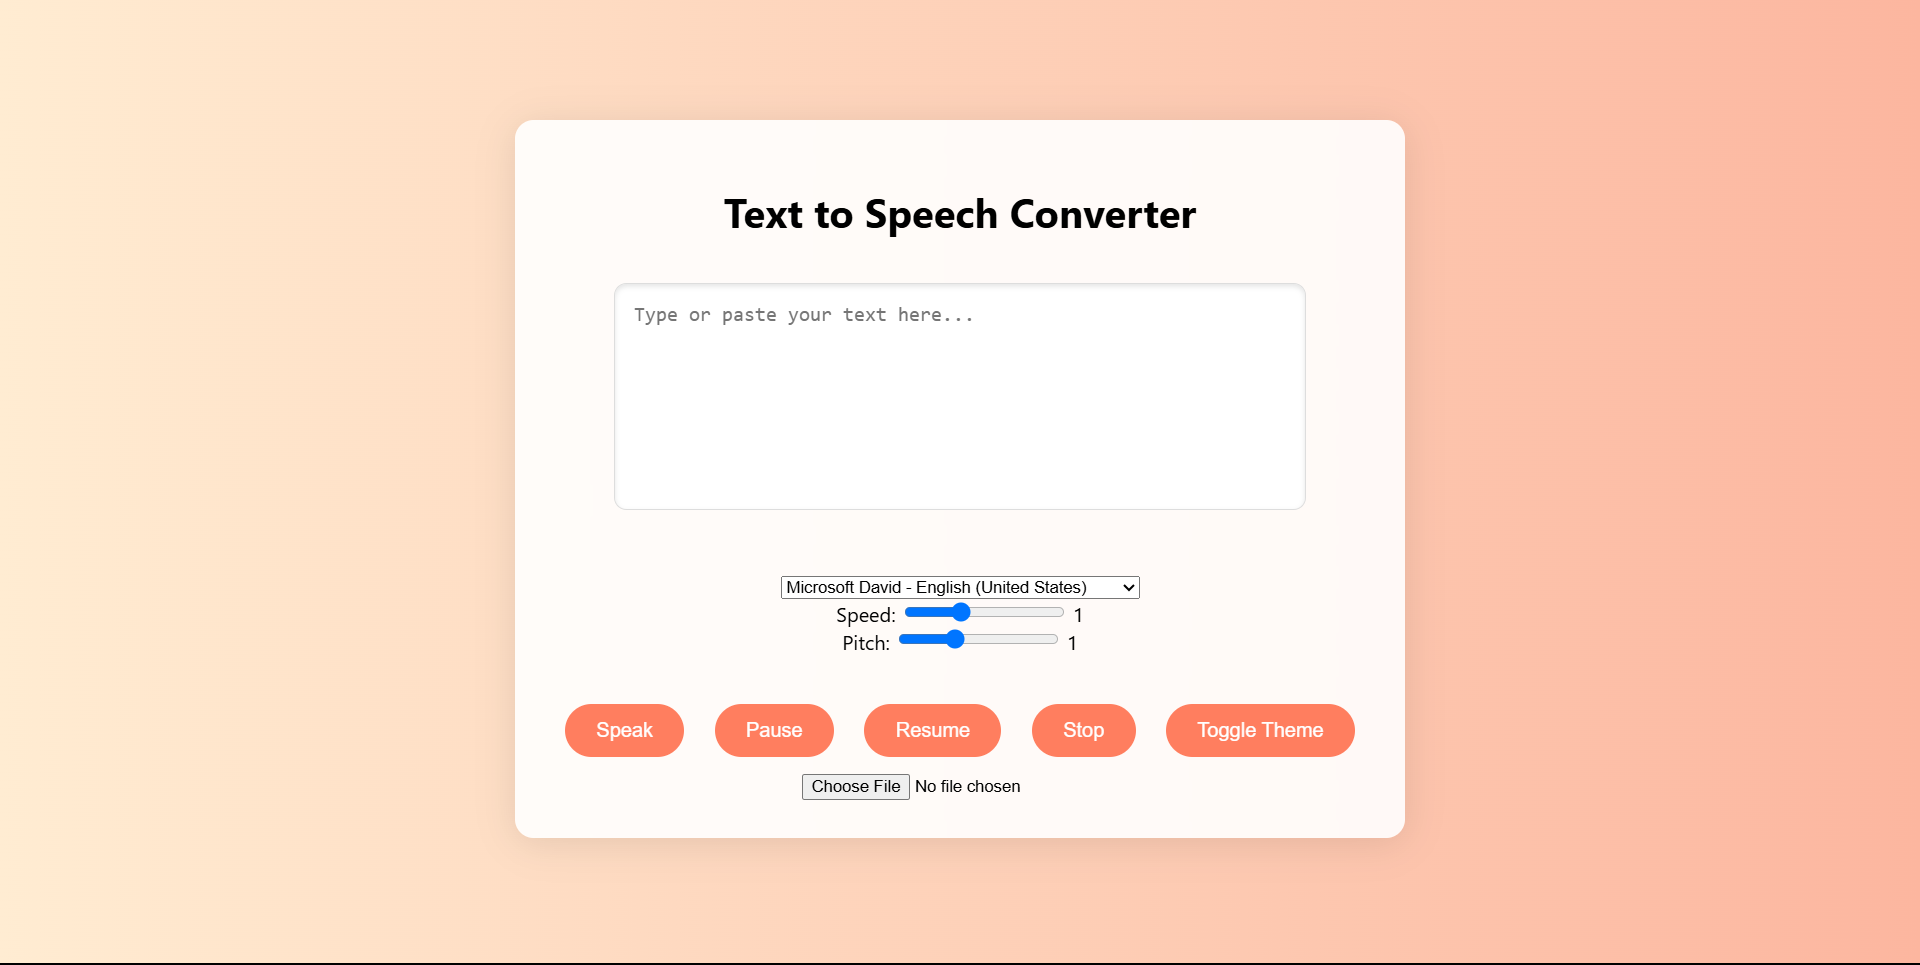 Text to Speech Converter
Type or paste your text here...
Microsoft David - English (United States)
Speed: 1
Pitch: 1
Speak Pause Resume Stop Toggle Theme
Choose File No file chosen